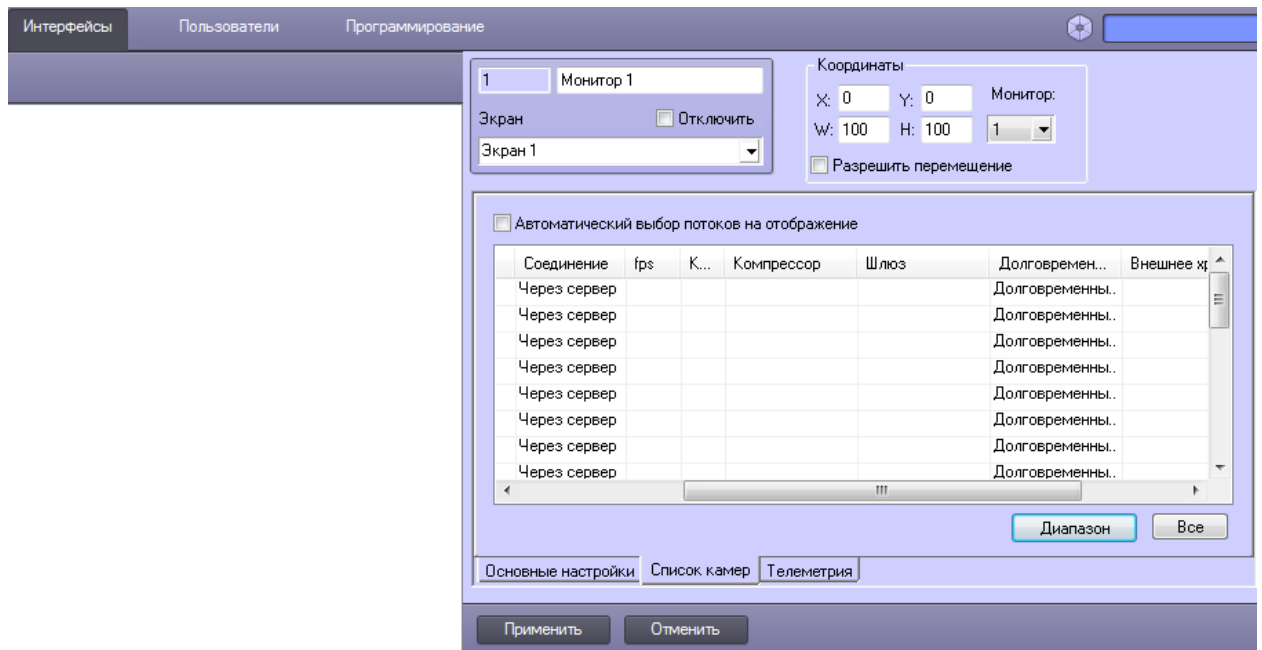 Интерфейсы Пользователи Программирование
1 Монитор 1
Экран Отключить
Экран 1
Координаты
X: 0 Y: 0 Монитор:
W: 100 H: 100 1
Разрешить перемещение
Автоматический выбор потоков на отображение
Соединение fps К... Компрессор Шлюз Долговремен... Внешнее хр
Через сервер Долговременны..
Через сервер Долговременны..
Через сервер Долговременны..
Через сервер Долговременны..
Через сервер Долговременны..
Через сервер Долговременны..
Через сервер Долговременны..
Через сервер Долговременны..
Диапазон Все
Основные настройки Список камер Телеметрия
Применить Отменить